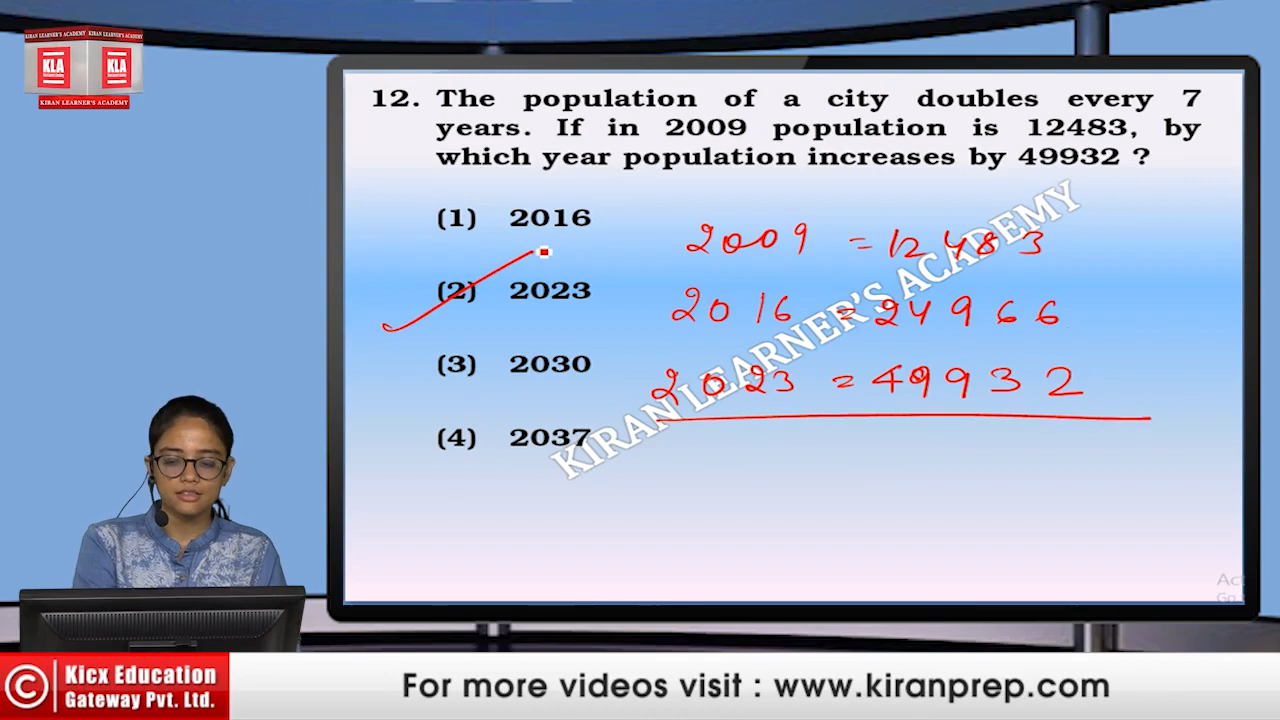 KIRAN LEARNER'S ACADEMY KIRAN LEARNER'S ACADEMY
KLA KLA
KIRAN LEARNER'S ACADEMY
12. The population of a city doubles every 7
years. If in 2009 population is 12483, by
which year population increases by 49932 ?
(1) 2016
(2) 2023
(3) 2030
(4) 2037
2009 = 12483
2016 = 24966
2023 = 49932
KIRAN LEARNER'S ACADEMY
Kicx Education
Gateway Pvt. Ltd.
For more videos visit : www.kiranprep.com